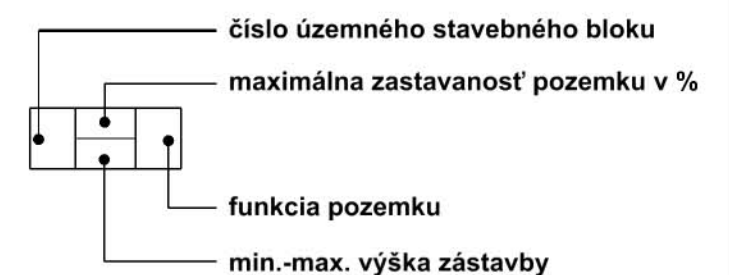 číslo územného stavebného bloku
maximálna zastavanosť pozemku v %
funkcia pozemku
min.-max. výška zástavby